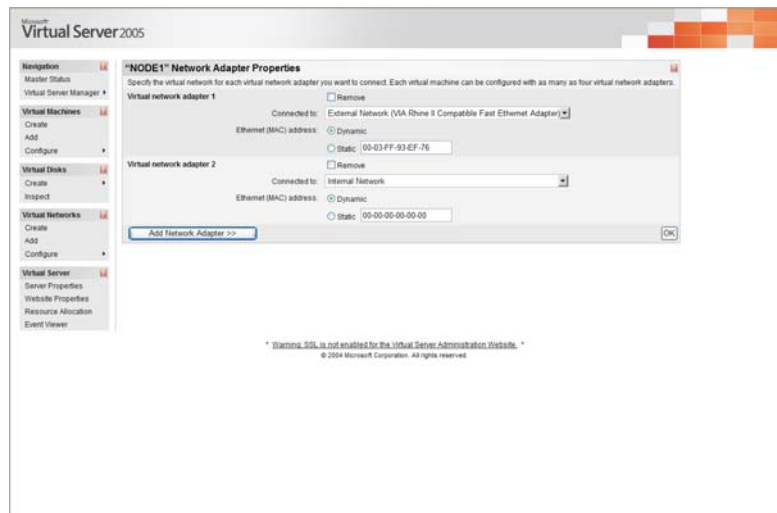 Microsoft
Virtual Server 2005
Navigation
Master Status
Virtual Server Manager
Virtual Machines
Create
Add
Configure
Virtual Disks
Create
Inspect
Virtual Networks
Create
Add
Configure
Virtual Server
Server Properties
Website Properties
Resource Allocation
Event Viewer
"NODE1" Network Adapter Properties
Specify the virtual network for each virtual network adapter you want to connect. Each virtual machine can be configured with as many as four virtual network adapters.
Virtual network adapter 1 Remove
Connected to: External Network (VIA Rhine II Compatible Fast Ethernet Adapter)
Ethernet (MAC) address: Dynamic
Static 00-03-FF-93-EF-76
Virtual network adapter 2 Remove
Connected to: Internal Network
Ethernet (MAC) address: Dynamic
Static 00-00-00-00-00-00
Add Network Adapter >> OK
* Warning: SSL is not enabled for the Virtual Server Administration Website. *
© 2004 Microsoft Corporation. All rights reserved.